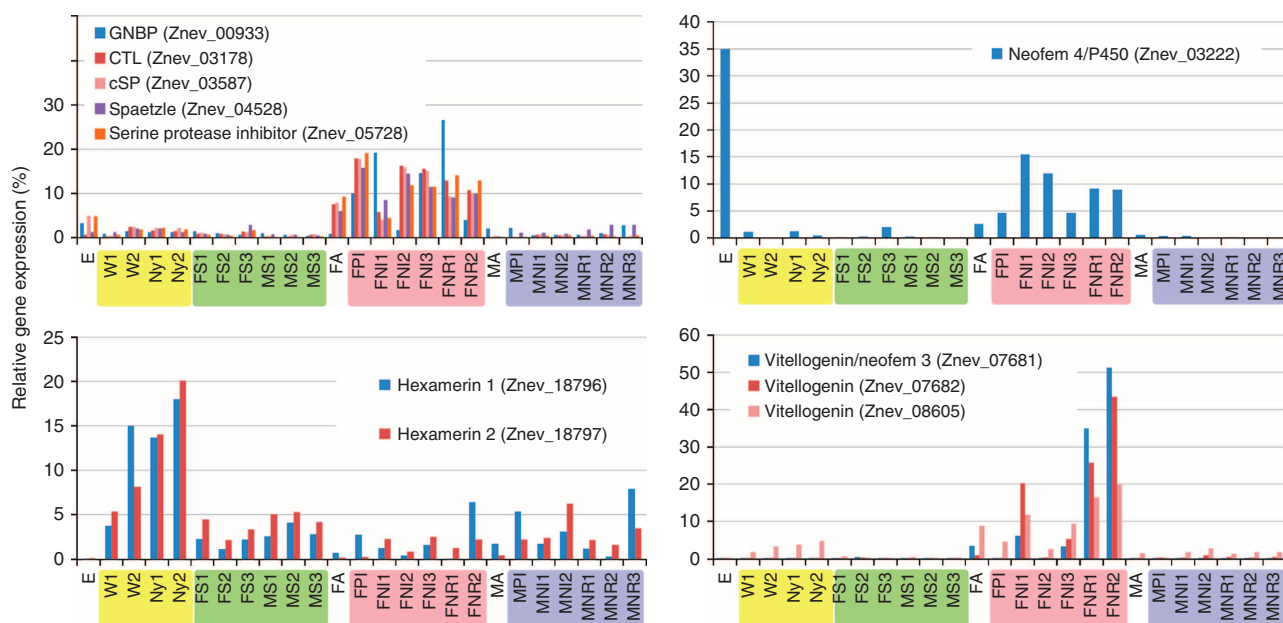 Relative gene expression (%)
GNBP (Znev_00933)
CTL (Znev_03178)
cSP (Znev_03587)
Spaetzle (Znev_04528)
Serine protease inhibitor (Znev_05728)
30
20
10
0
E W1 W2 Ny1 Ny2 FS1 FS2 FS3 MS1 MS2 MS3 FA FPI FNI1 FNI2 FNI3 FNR1 FNR2 MA MPI MNI1 MNI2 MNR1 MNR2 MNR3
Neofem 4/P450 (Znev_03222)
40
35
30
25
20
15
10
5
0
E W1 W2 Ny1 Ny2 FS1 FS2 FS3 MS1 MS2 MS3 FA FPI FNI1 FNI2 FNI3 FNR1 FNR2 MA MPI MNI1 MNI2 MNR1 MNR2 MNR3
Hexamerin 1 (Znev_18796)
Hexamerin 2 (Znev_18797)
25
20
15
10
5
0
E W1 W2 Ny1 Ny2 FS1 FS2 FS3 MS1 MS2 MS3 FA FPI FNI1 FNI2 FNI3 FNR1 FNR2 MA MPI MNI1 MNI2 MNR1 MNR2 MNR3
Vitellogenin/neofem 3 (Znev_07681)
Vitellogenin (Znev_07682)
Vitellogenin (Znev_08605)
60
50
40
30
20
10
0
E W1 W2 Ny1 Ny2 FS1 FS2 FS3 MS1 MS2 MS3 FA FPI FNI1 FNI2 FNI3 FNR1 FNR2 MA MPI MNI1 MNI2 MNR1 MNR2 MNR3